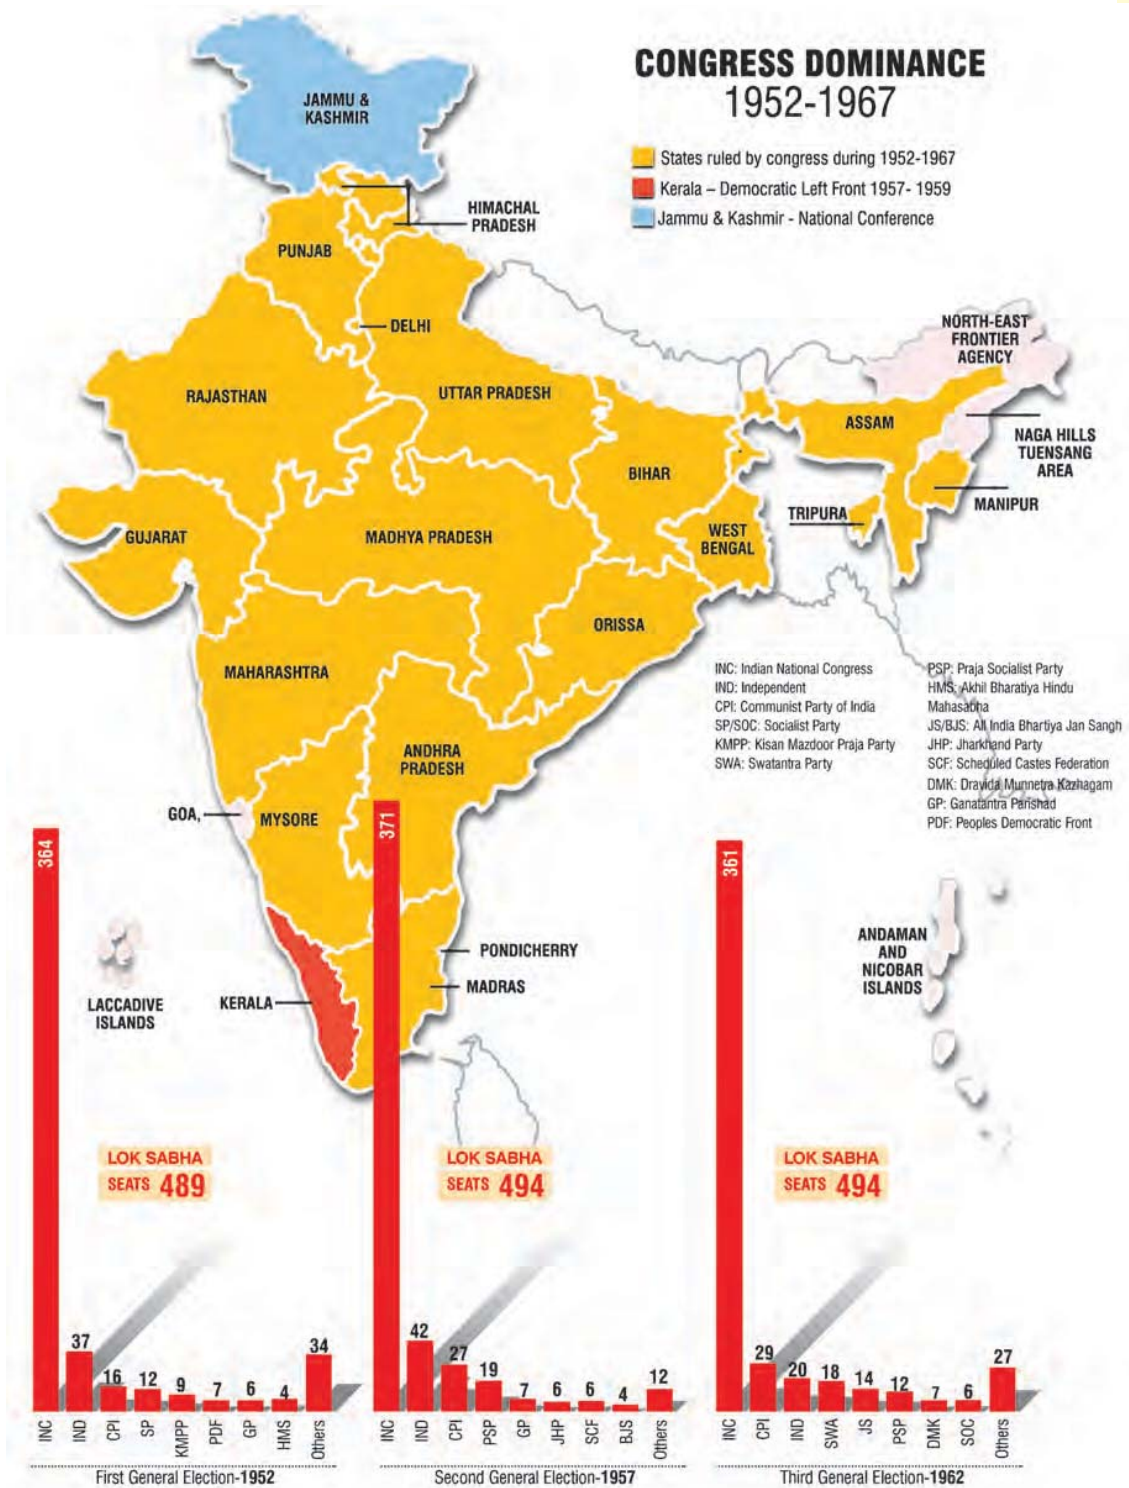 CONGRESS DOMINANCE
1952-1967
States ruled by congress during 1952-1967
Kerala – Democratic Left Front 1957- 1959
Jammu & Kashmir - National Conference
JAMMU &
KASHMIR
HIMACHAL
PRADESH
PUNJAB
DELHI
NORTH-EAST
FRONTIER
AGENCY
RAJASTHAN
UTTAR PRADESH
ASSAM
NAGA HILLS
TUENSANG
AREA
BIHAR
MANIPUR
TRIPURA
GUJARAT
MADHYA PRADESH
WEST
BENGAL
ORISSA
MAHARASHTRA
ANDHRA
PRADESH
GOA,
MYSORE
INC: Indian National Congress
IND: Independent
CPI: Communist Party of India
SP/SOC: Socialist Party
KMPP: Kisan Mazdoor Praja Party
SWA: Swatantra Party
PSP: Praja Socialist Party
HMS: Akhil Bharatiya Hindu
Mahasabha
JS/BJS: All India Bhartiya Jan Sangh
JHP: Jharkhand Party
SCF: Scheduled Castes Federation
DMK: Dravida Munnetra Kazhagam
GP: Ganatantra Parishad
PDF: Peoples Democratic Front
PONDICHERRY
MADRAS
KERALA
LACCADIVE
ISLANDS
ANDAMAN
AND
NICOBAR
ISLANDS
LOK SABHA
SEATS 489
364
37
16
12
9
7
6
4
34
INC
IND
CPI
SP
KMPP
PDF
GP
HMS
Others
First General Election-1952
LOK SABHA
SEATS 494
371
42
27
19
7
6
6
4
12
INC
IND
CPI
PSP
GP
JHP
SCF
BJS
Others
Second General Election-1957
LOK SABHA
SEATS 494
361
29
20
18
14
12
7
6
27
INC
CPI
IND
SWA
JS
PSP
DMK
SOC
Others
Third General Election-1962